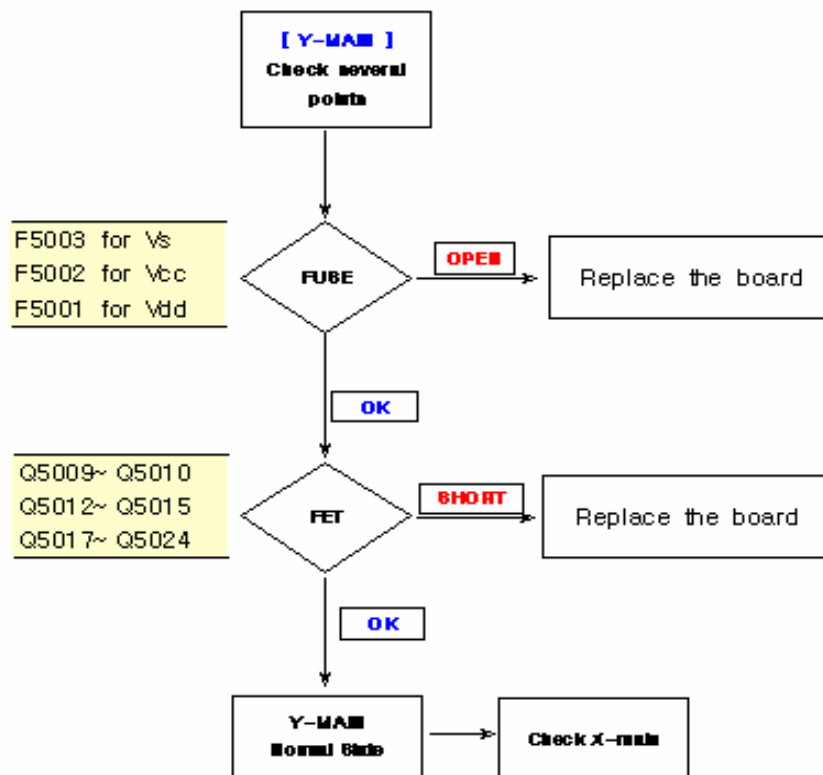 [ Y-MAIN ]
Check several
points
F5003 for Vs
F5002 for Vcc
F5001 for Vdd
FUSE
OPEN
Replace the board
OK
Q5009~ Q5010
Q5012~ Q5015
Q5017~ Q5024
FET
SHORT
Replace the board
OK
Y-MAIN
Normal State
Check X-main